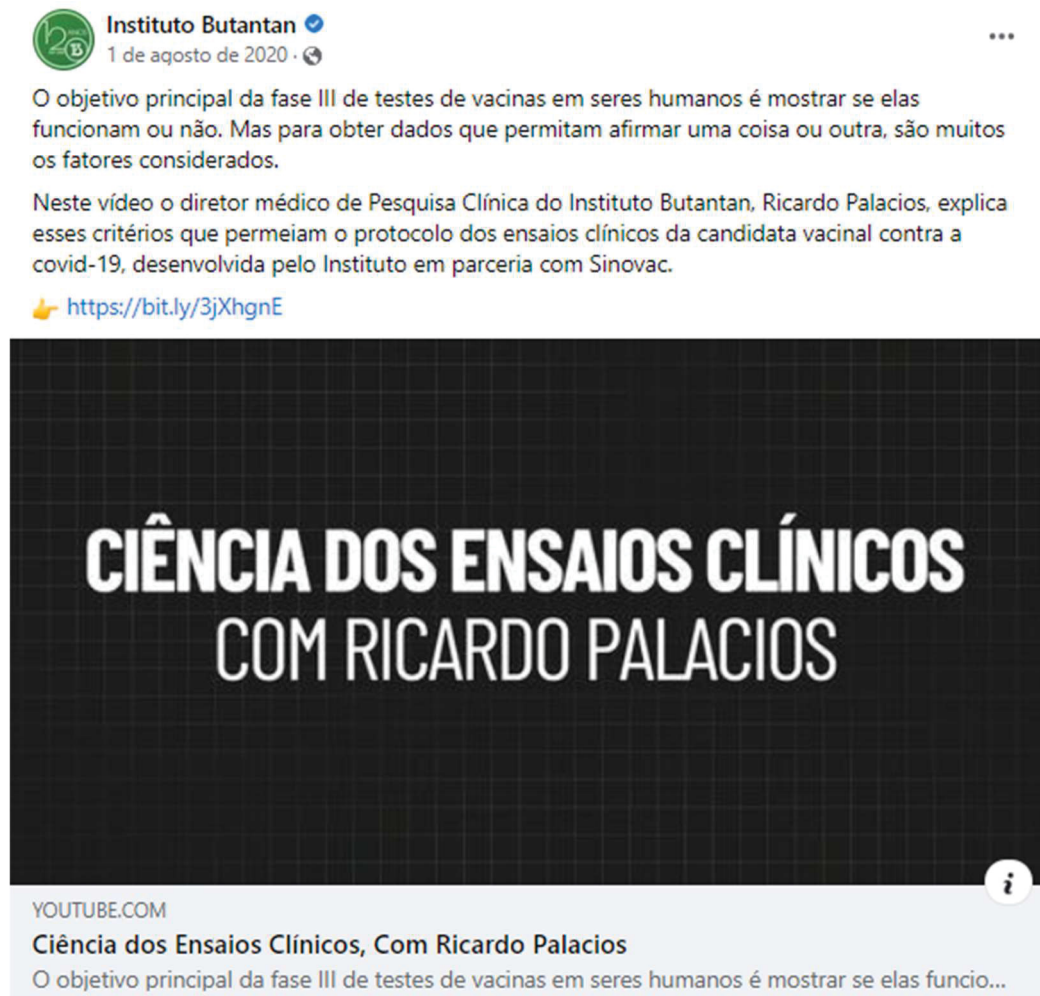 Instituto Butantan
1 de agosto de 2020
O objetivo principal da fase III de testes de vacinas em seres humanos é mostrar se elas
funcionam ou não. Mas para obter dados que permitam afirmar uma coisa ou outra, são muitos
os fatores considerados.
Neste vídeo o diretor médico de Pesquisa Clínica do Instituto Butantan, Ricardo Palacios, explica
esses critérios que permeiam o protocolo dos ensaios clínicos da candidata vacinal contra a
covid-19, desenvolvida pelo Instituto em parceria com Sinovac.
👉 https://bit.ly/3jXhgnE
CIÊNCIA DOS ENSAIOS CLÍNICOS
COM RICARDO PALACIOS
YOUTUBE.COM
Ciência dos Ensaios Clínicos, Com Ricardo Palacios
O objetivo principal da fase III de testes de vacinas em seres humanos é mostrar se elas funcio...